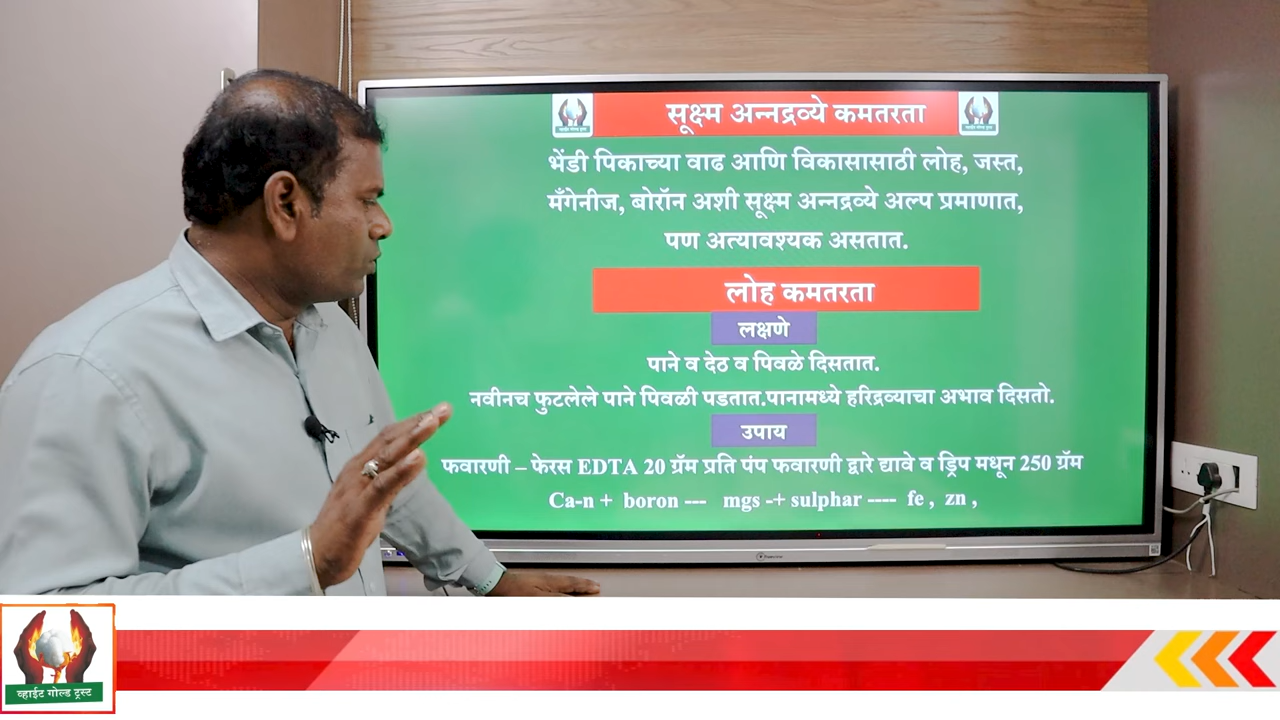 सूक्ष्म अन्नद्रव्ये कमतरता
भेंडी पिकाच्या वाढ आणि विकासासाठी लोह, जस्त,
मँगेनीज, बोरॉन अशी सूक्ष्म अन्नद्रव्ये अल्प प्रमाणात,
पण अत्यावश्यक असतात.
लोह कमतरता
लक्षणे
पाने व देठ व पिवळे दिसतात.
नवीनच फुटलेले पाने पिवळी पडतात.पानामध्ये हरिद्रव्याचा अभाव दिसतो.
उपाय
फवारणी – फेरस EDTA 20 ग्रॅम प्रति पंप फवारणी द्वारे द्यावे व ड्रिप मधून 250 ग्रॅम
Ca-n + boron --- mgs -+ sulphar ---- fe , zn ,
व्हाईट गोल्ड ट्रस्ट